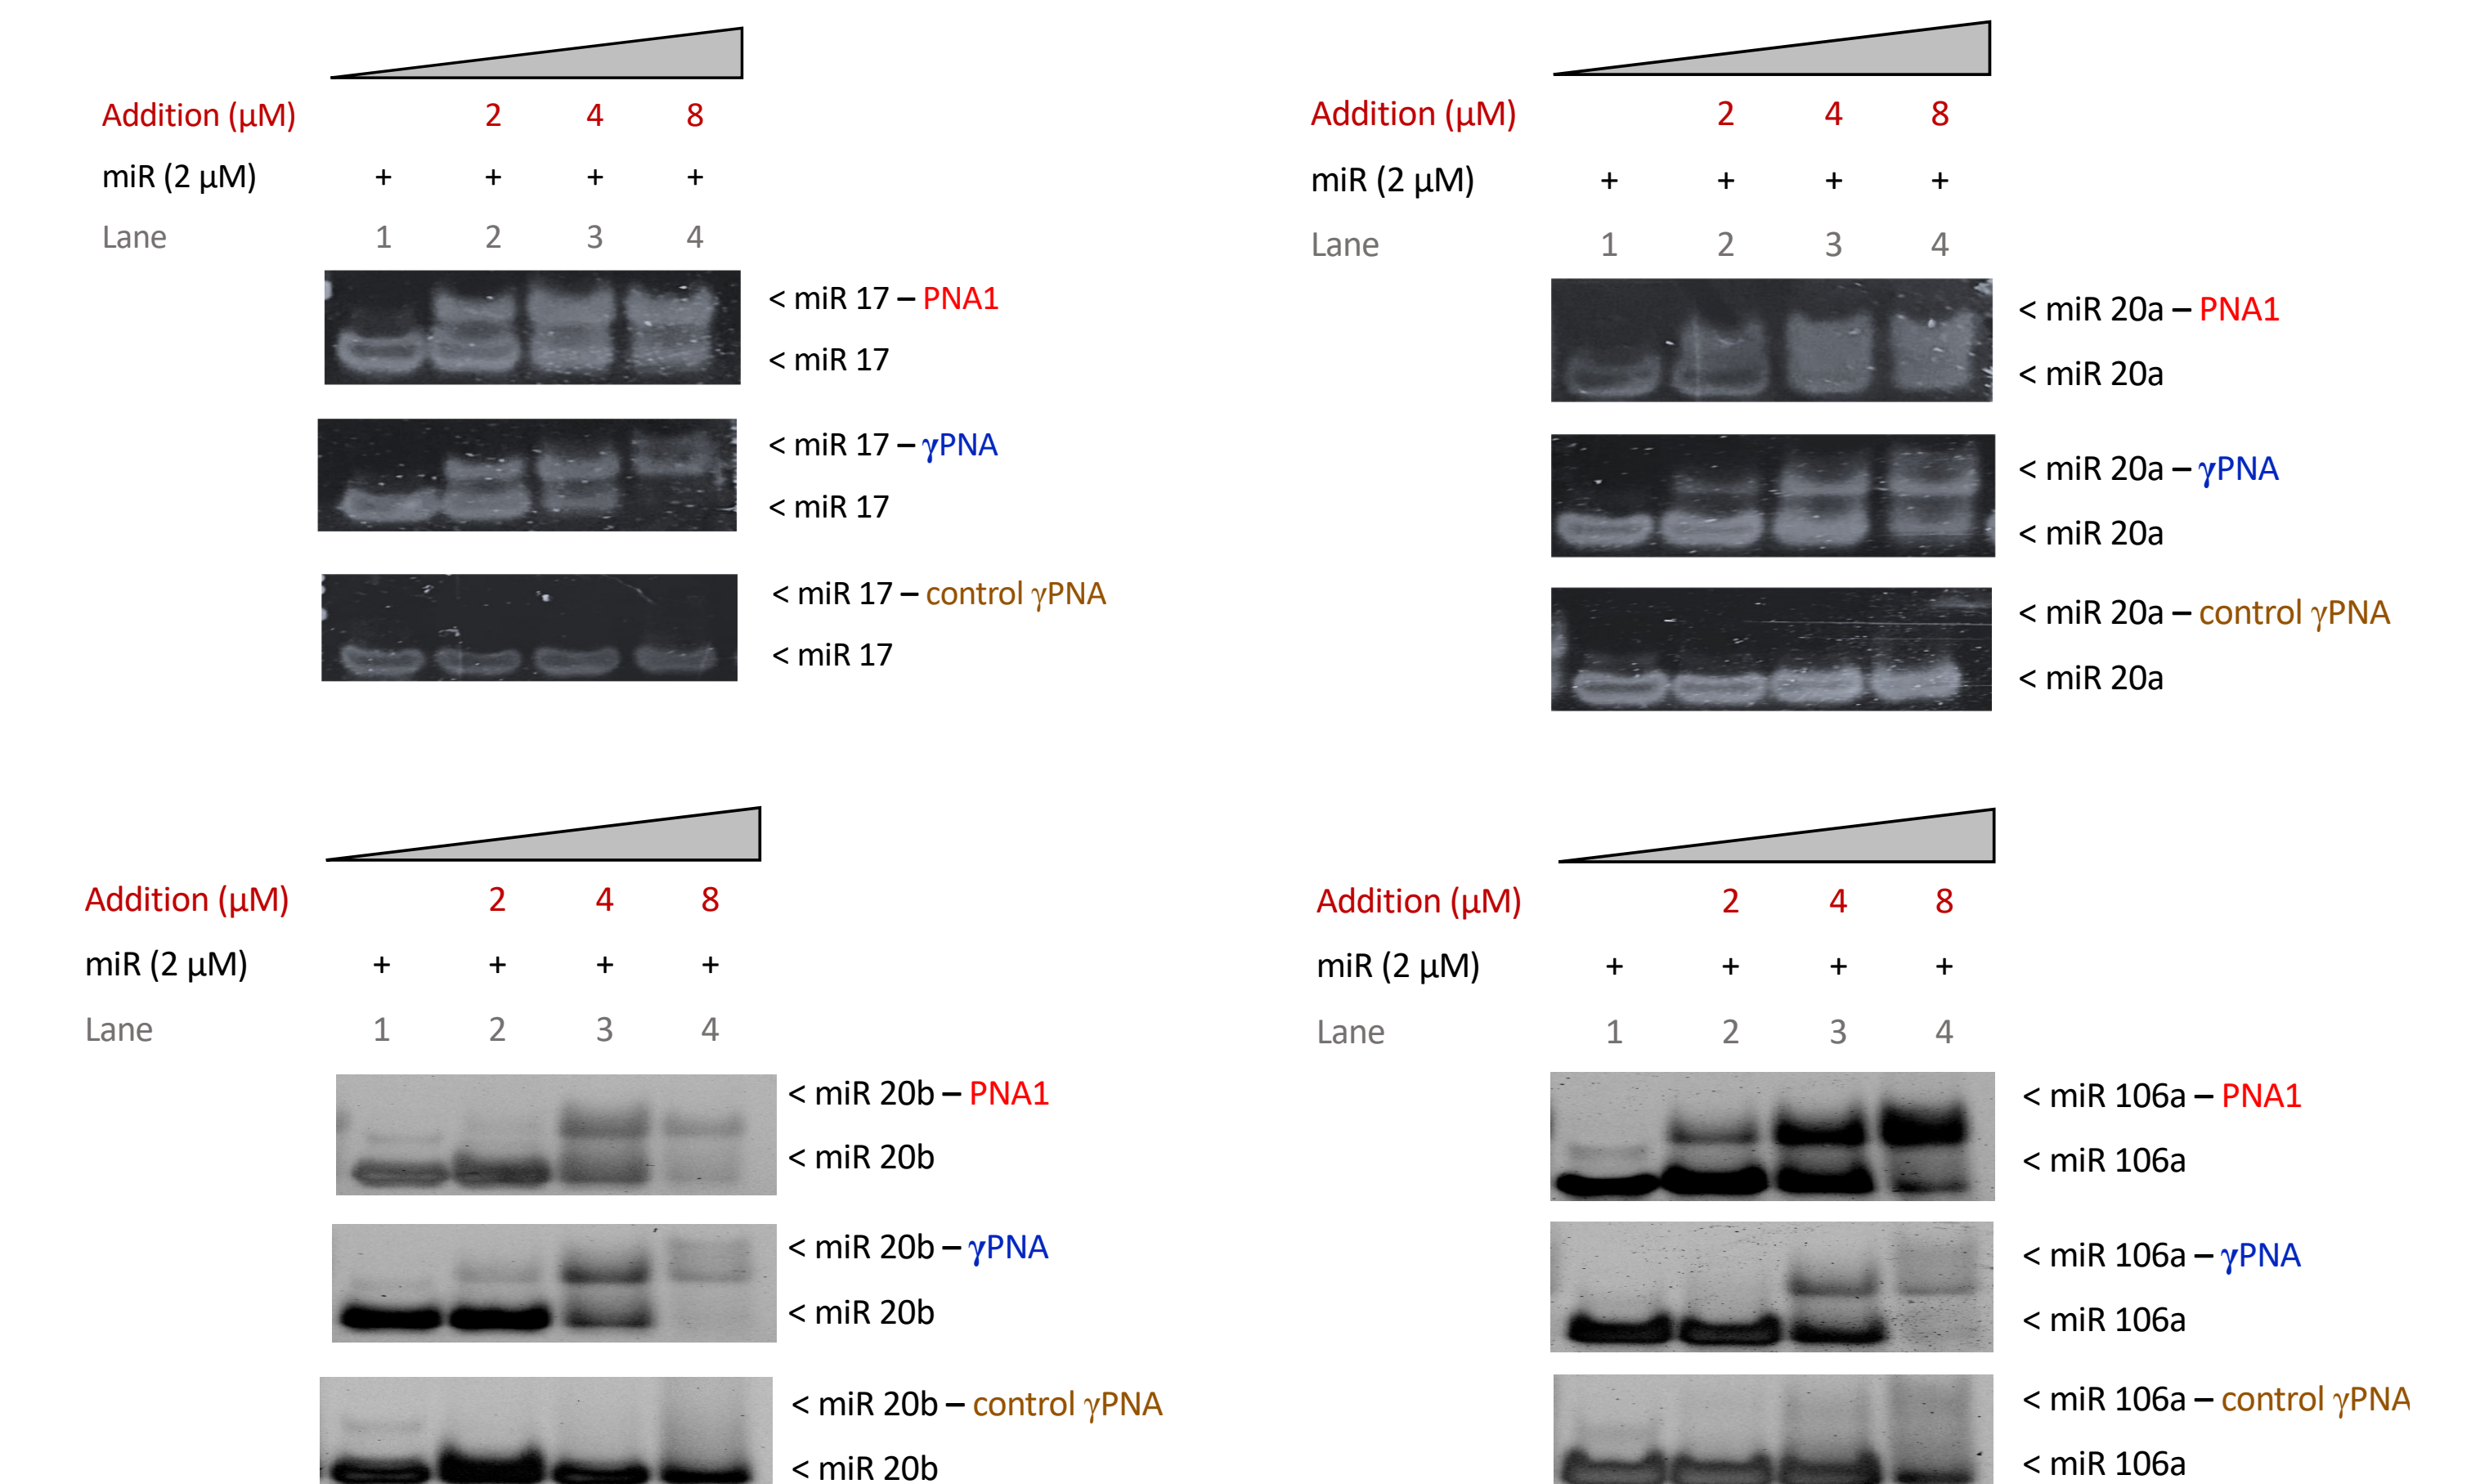 Addition (μM) 2 4 8
miR (2 μM) + + + +
Lane 1 2 3 4
< miR 17 – PNA1
< miR 17
< miR 17 – γPNA
< miR 17
< miR 17 – control γPNA
< miR 17
Addition (μM) 2 4 8
miR (2 μM) + + + +
Lane 1 2 3 4
< miR 20a – PNA1
< miR 20a
< miR 20a – γPNA
< miR 20a
< miR 20a – control γPNA
< miR 20a
Addition (μM) 2 4 8
miR (2 μM) + + + +
Lane 1 2 3 4
< miR 20b – PNA1
< miR 20b
< miR 20b – γPNA
< miR 20b
< miR 20b – control γPNA
< miR 20b
Addition (μM) 2 4 8
miR (2 μM) + + + +
Lane 1 2 3 4
< miR 106a – PNA1
< miR 106a
< miR 106a – γPNA
< miR 106a
< miR 106a – control γPNA
< miR 106a